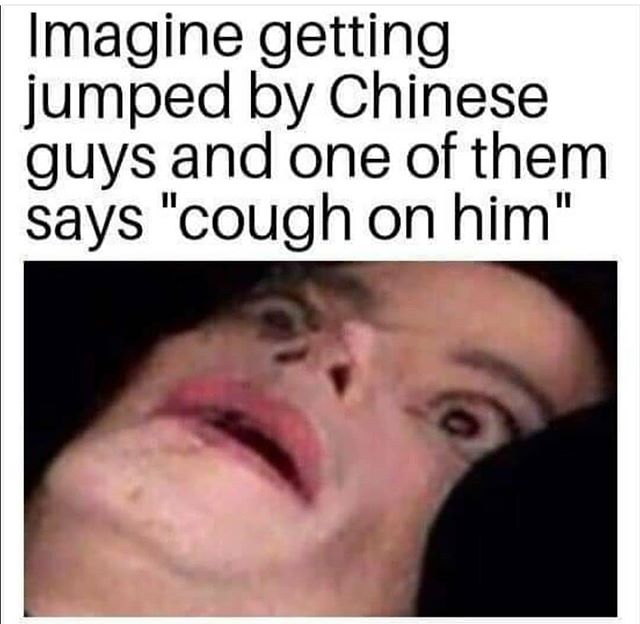 Imagine getting
jumped by Chinese
guys and one of them
says "cough on him"